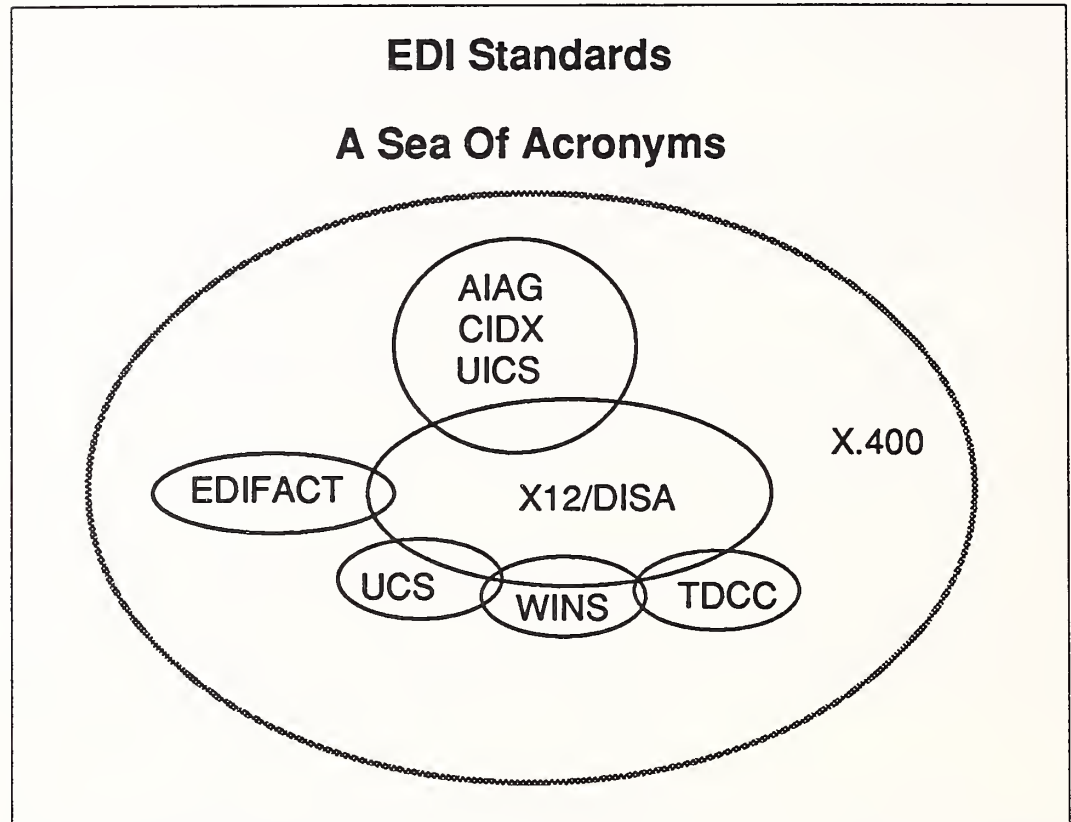 EDI Standards
A Sea Of Acronyms
AIAG
CIDX
UICS
X.400
EDIFACT
X12/DISA
UCS
WINS
TDCC